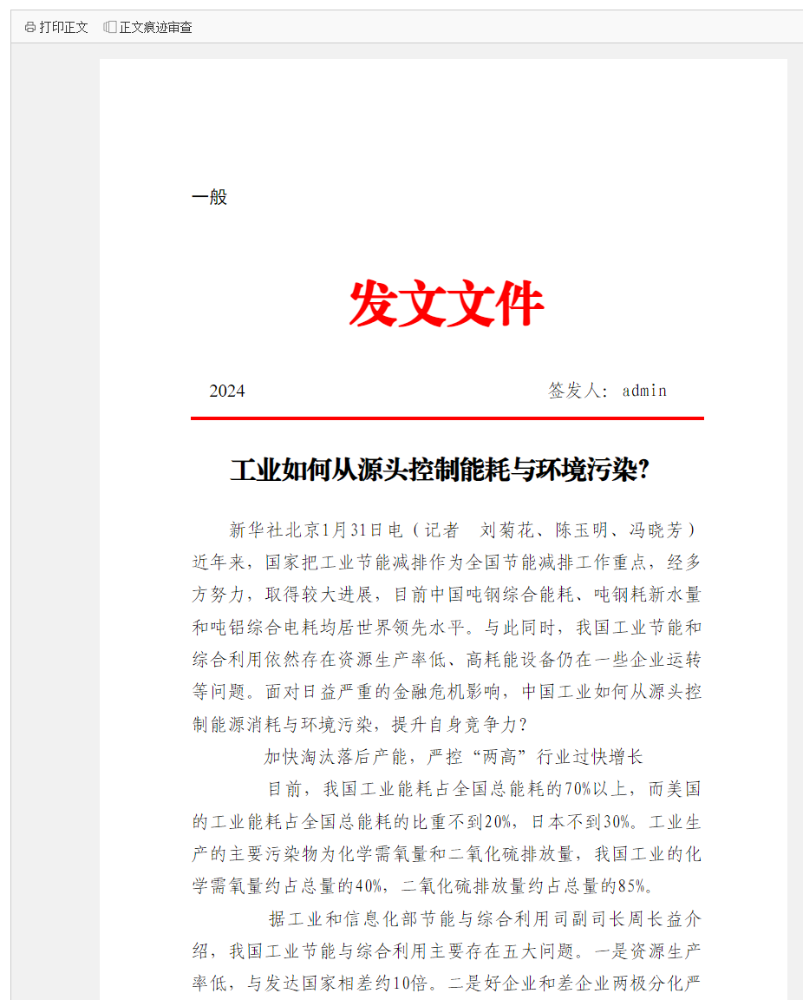 打印正文 正文痕迹审查
一般
发文文件
2024 签发人： admin
工业如何从源头控制能耗与环境污染？
新华社北京1月31日电（记者　刘菊花、陈玉明、冯晓芳）
近年来，国家把工业节能减排作为全国节能减排工作重点，经多
方努力，取得较大进展，目前中国吨钢综合能耗、吨钢耗新水量
和吨铝综合电耗均居世界领先水平。与此同时，我国工业节能和
综合利用依然存在资源生产率低、高耗能设备仍在一些企业运转
等问题。面对日益严重的金融危机影响，中国工业如何从源头控
制能源消耗与环境污染，提升自身竞争力？
加快淘汰落后产能，严控“两高”行业过快增长
目前，我国工业能耗占全国总能耗的70%以上，而美国
的工业能耗占全国总能耗的比重不到20%，日本不到30%。工业生
产的主要污染物为化学需氧量和二氧化硫排放量，我国工业的化
学需氧量约占总量的40%，二氧化硫排放量约占总量的85%。
据工业和信息化部节能与综合利用司副司长周长益介
绍，我国工业节能与综合利用主要存在五大问题。一是资源生产
率低，与发达国家相差约10倍。二是好企业和差企业两极分化严